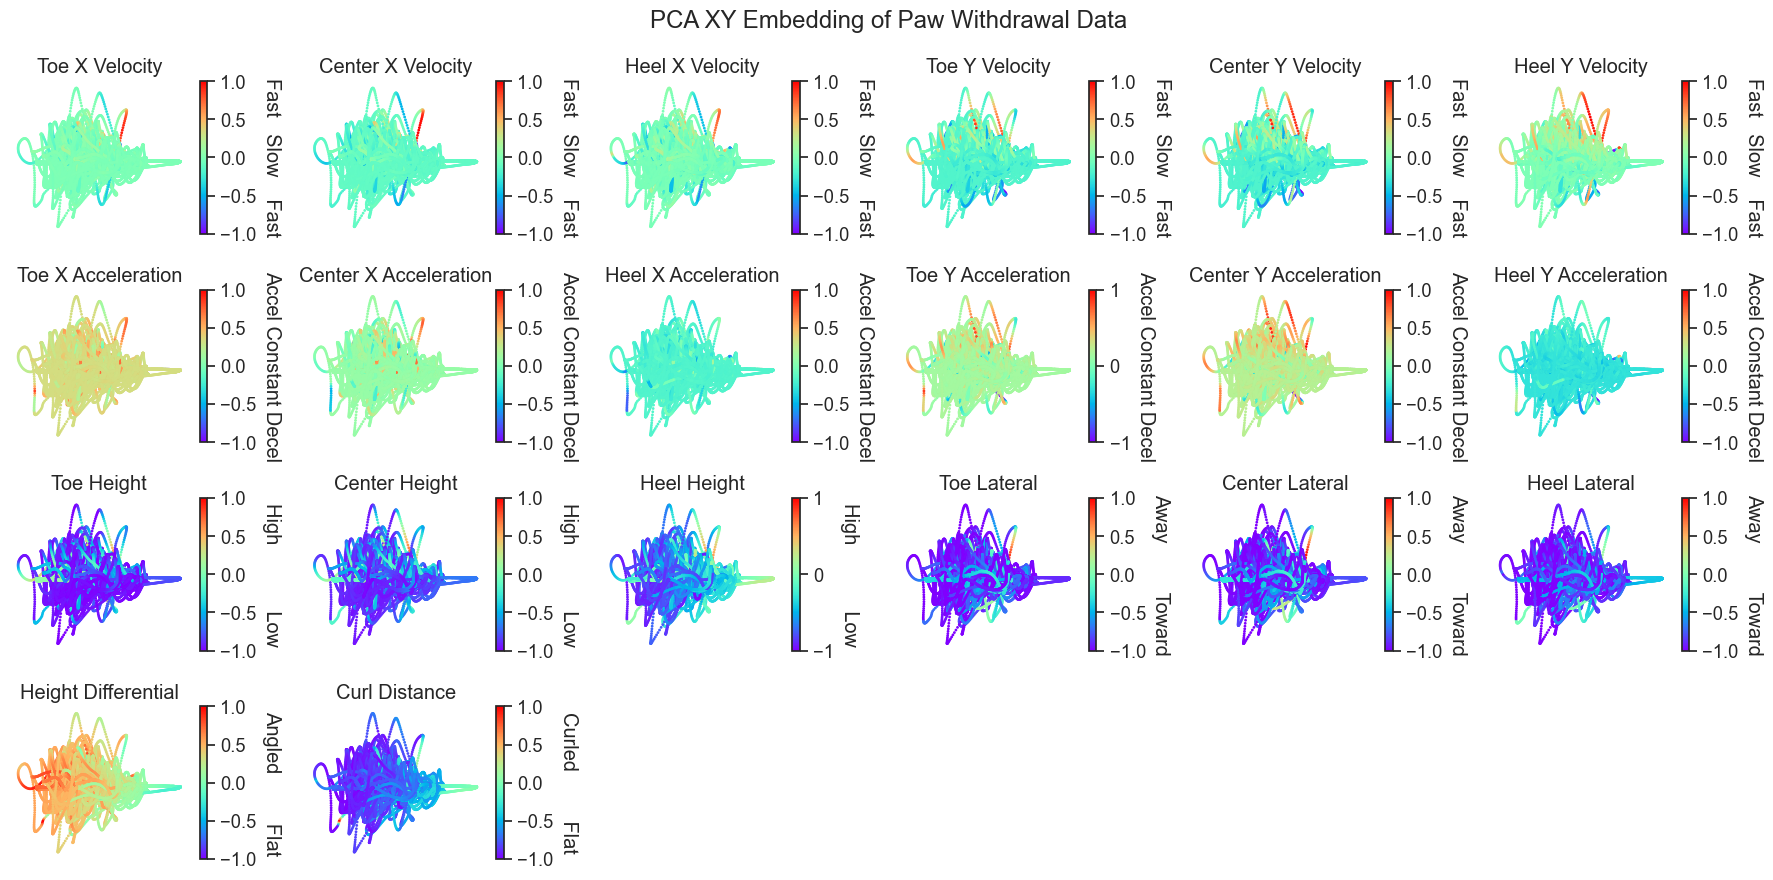 PCA XY Embedding of Paw Withdrawal Data
Toe X Velocity
1.0
0.5
0.0
−0.5
−1.0
Fast Slow Fast
Center X Velocity
1.0
0.5
0.0
−0.5
−1.0
Fast Slow Fast
Heel X Velocity
1.0
0.5
0.0
−0.5
−1.0
Fast Slow Fast
Toe Y Velocity
1.0
0.5
0.0
−0.5
−1.0
Fast Slow Fast
Center Y Velocity
1.0
0.5
0.0
−0.5
−1.0
Fast Slow Fast
Heel Y Velocity
1.0
0.5
0.0
−0.5
−1.0
Fast Slow Fast
Toe X Acceleration
1.0
0.5
0.0
−0.5
−1.0
Accel Constant Decel
Center X Acceleration
1.0
0.5
0.0
−0.5
−1.0
Accel Constant Decel
Heel X Acceleration
1.0
0.5
0.0
−0.5
−1.0
Accel Constant Decel
Toe Y Acceleration
1
0
−1
Accel Constant Decel
Center Y Acceleration
1.0
0.5
0.0
−0.5
−1.0
Accel Constant Decel
Heel Y Acceleration
1.0
0.5
0.0
−0.5
−1.0
Accel Constant Decel
Toe Height
1.0
0.5
0.0
−0.5
−1.0
High Low
Center Height
1.0
0.5
0.0
−0.5
−1.0
High Low
Heel Height
1
0
−1
High Low
Toe Lateral
1.0
0.5
0.0
−0.5
−1.0
Away Toward
Center Lateral
1.0
0.5
0.0
−0.5
−1.0
Away Toward
Heel Lateral
1.0
0.5
0.0
−0.5
−1.0
Away Toward
Height Differential
1.0
0.5
0.0
−0.5
−1.0
Angled Flat
Curl Distance
1.0
0.5
0.0
−0.5
−1.0
Curled Flat